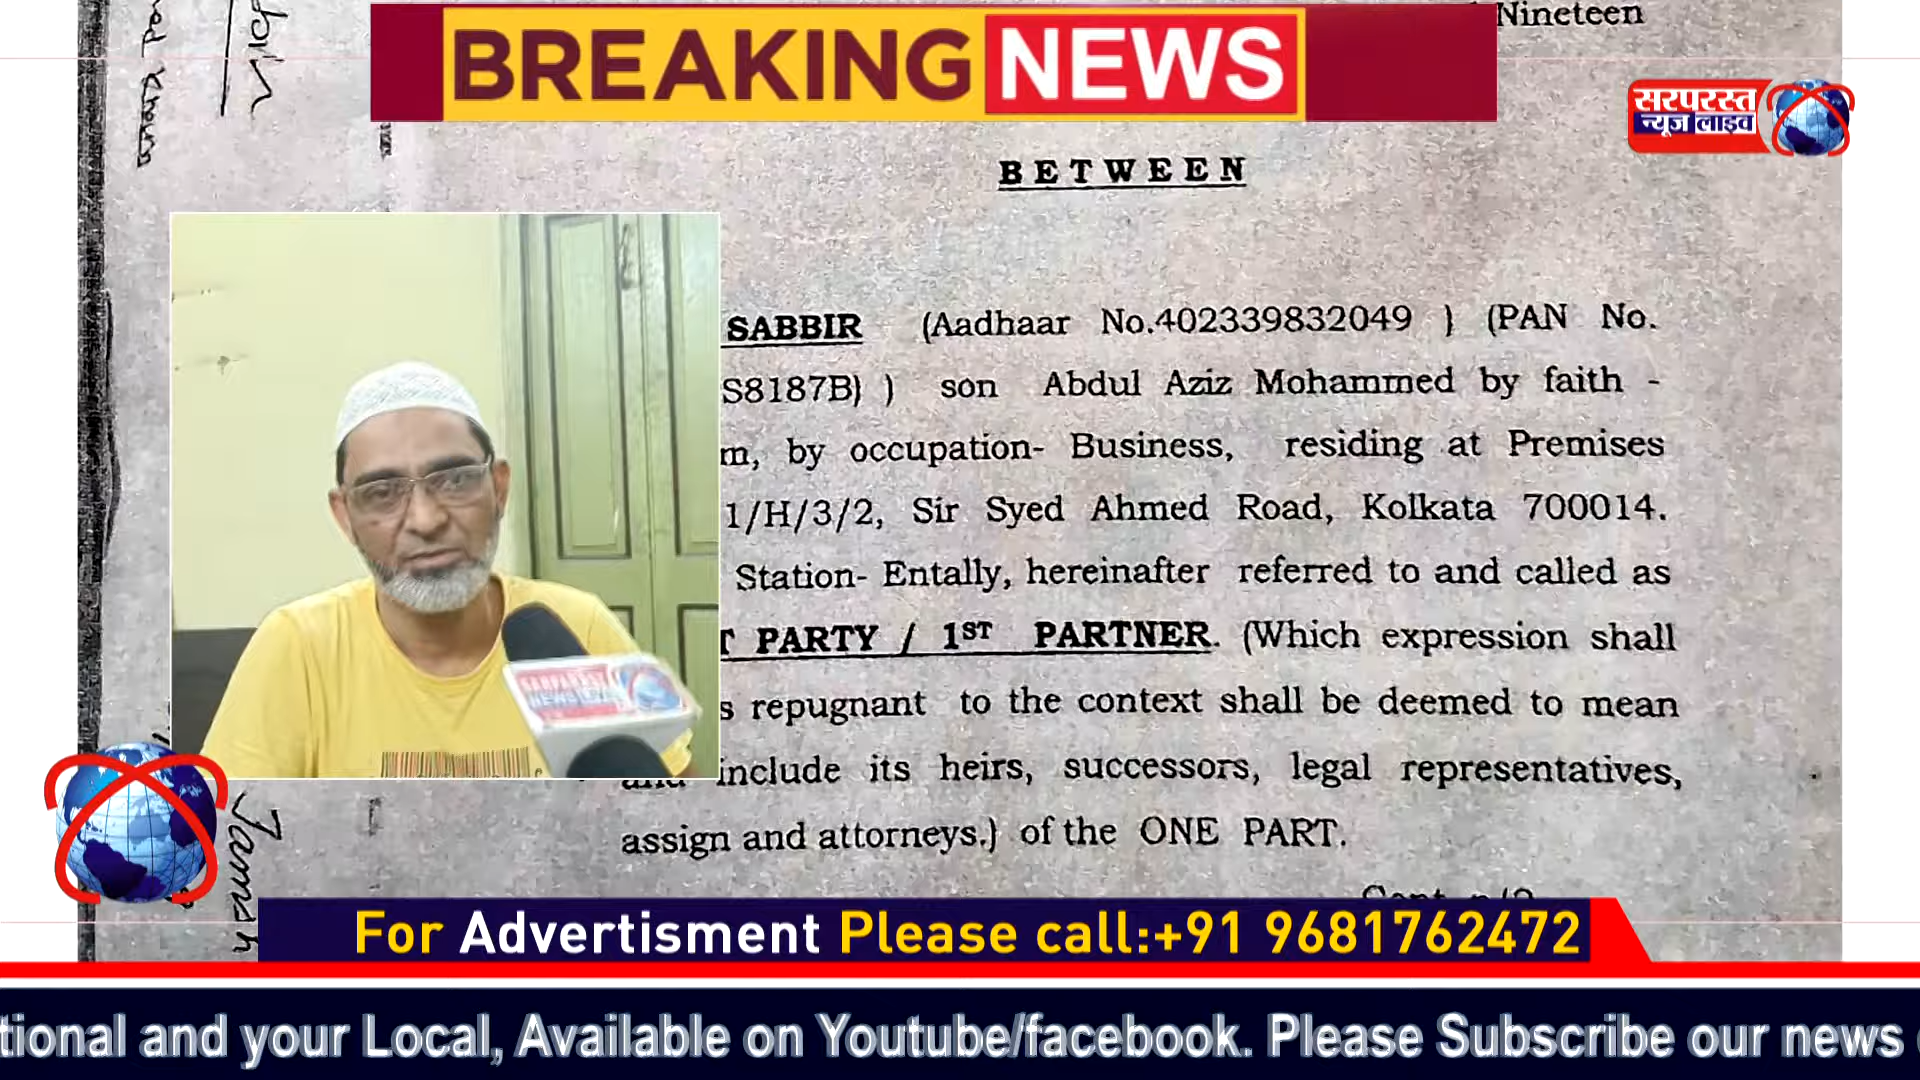 Nineteen
BREAKING NEWS
सरपरस्त
न्यूज लाइव
BETWEEN
SABBIR (Aadhaar No.402339832049 ) (PAN No.
S8187B) ) son Abdul Aziz Mohammed by faith -
m, by occupation- Business, residing at Premises
1/H/3/2, Sir Syed Ahmed Road, Kolkata 700014.
Station- Entally, hereinafter referred to and called as
T PARTY / 1ST PARTNER. (Which expression shall
s repugnant to the context shall be deemed to mean
and include its heirs, successors, legal representatives,
assign and attorneys.) of the ONE PART.
SARPARAST
For Advertisment Please call:+91 9681762472
tional and your Local, Available on Youtube/facebook. Please Subscribe our news